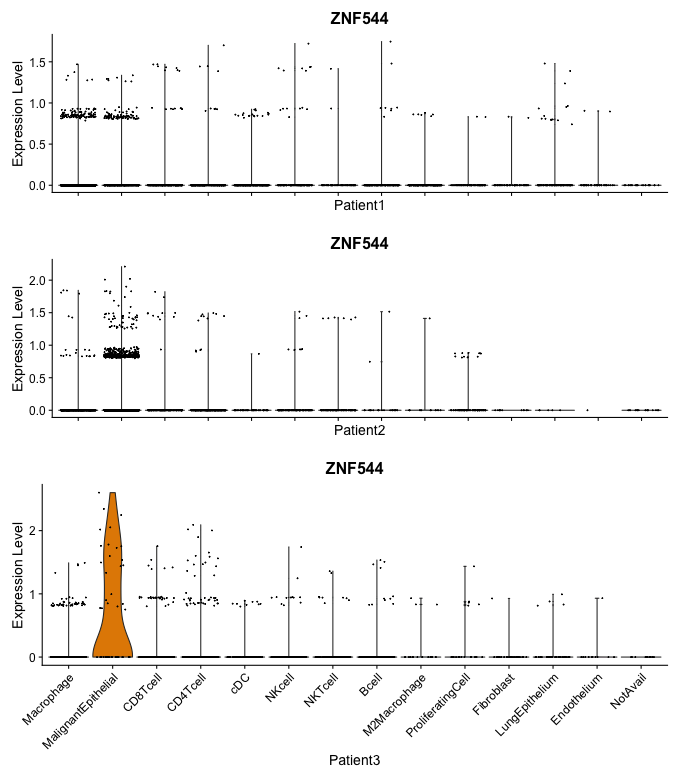 ZNF544
Expression Level
1.5
1.0
0.5
0.0
Patient1
ZNF544
Expression Level
2.0
1.5
1.0
0.5
0.0
Patient2
ZNF544
Expression Level
2
1
0
Macrophage
MalignantEpithelial
CD8Tcell
CD4Tcell
cDC
NKcell
NKTcell
Bcell
M2Macrophage
ProliferatingCell
Fibroblast
LungEpithelium
Endothelium
NotAvail
Patient3